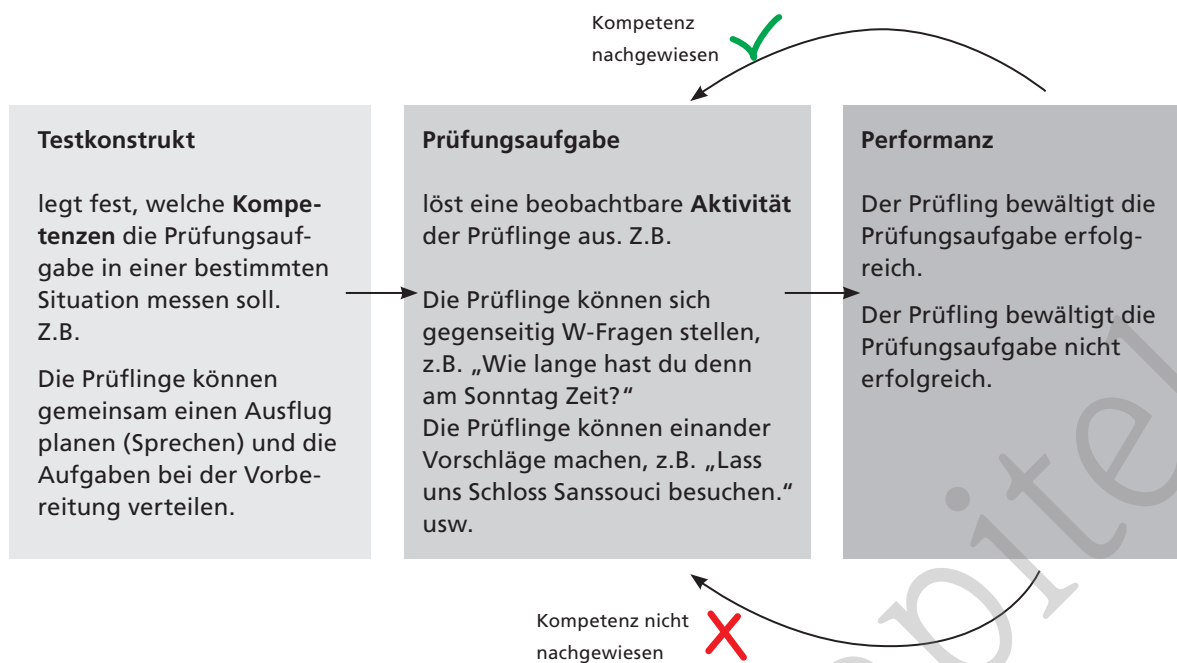 Kompetenz
nachgewiesen
Testkonstrukt
legt fest, welche Kompe-
tenzen die Prüfungsauf-
gabe in einer bestimmten
Situation messen soll.
Z.B.
Die Prüflinge können
gemeinsam einen Ausflug
planen (Sprechen) und die
Aufgaben bei der Vorbe-
reitung verteilen.
Prüfungsaufgabe
löst eine beobachtbare Aktivität
der Prüflinge aus. Z.B.
Die Prüflinge können sich
gegenseitig W-Fragen stellen,
z.B. „Wie lange hast du denn
am Sonntag Zeit?“
Die Prüflinge können einander
Vorschläge machen, z.B. „Lass
uns Schloss Sanssouci besuchen.“
usw.
Performanz
Der Prüfling bewältigt die
Prüfungsaufgabe erfolg-
reich.
Der Prüfling bewältigt die
Prüfungsaufgabe nicht
erfolgreich.
Kompetenz nicht
nachgewiesen